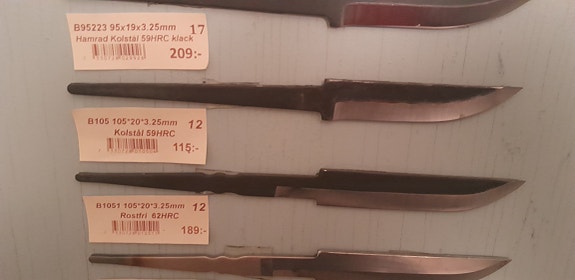 B95223 95x19x3.25mm 17
Hamrad Kolstål 59HRC klack
209:-
B105 105*20*3.25mm 12
Kolstål 59HRC
115:-
B1051 105*20*3.25mm 12
Rostfri 62HRC
189:-